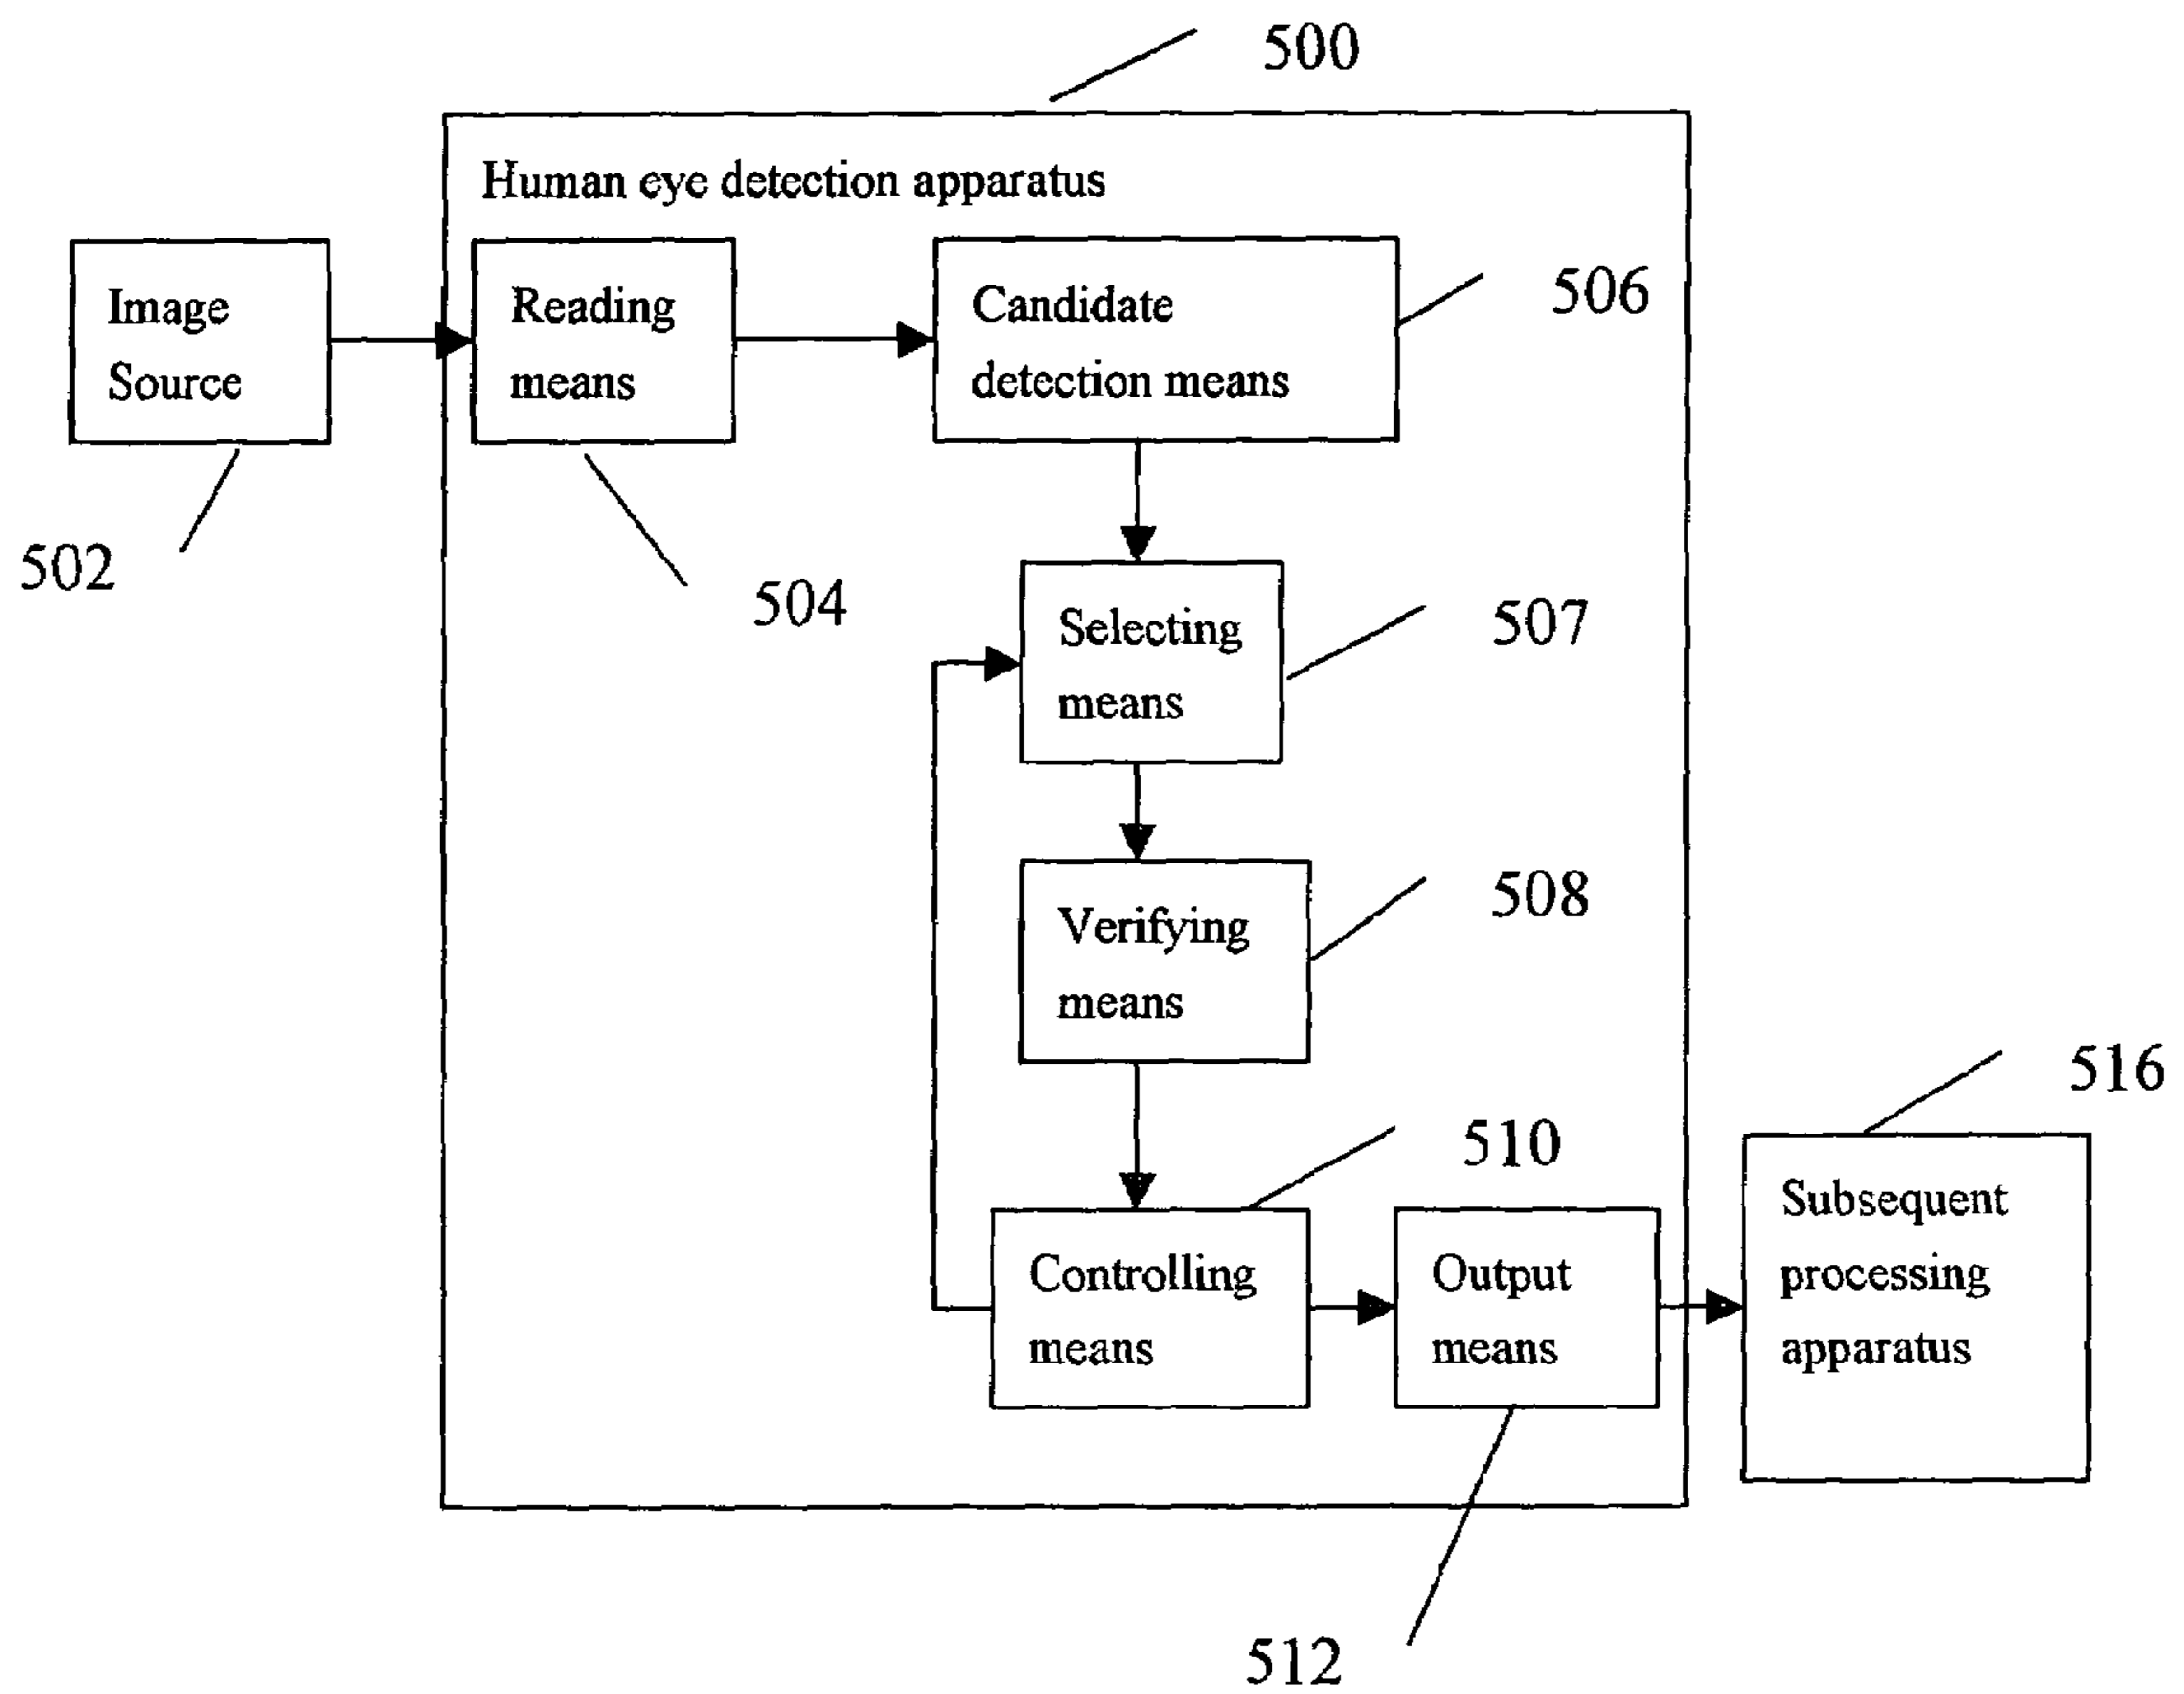 500
Human eye detection apparatus
Image
Source
Reading
means
Candidate
detection means
506
502
504
Selecting
means
507
Verifying
means
508
510
516
Controlling
means
Output
means
Subsequent
processing
apparatus
512